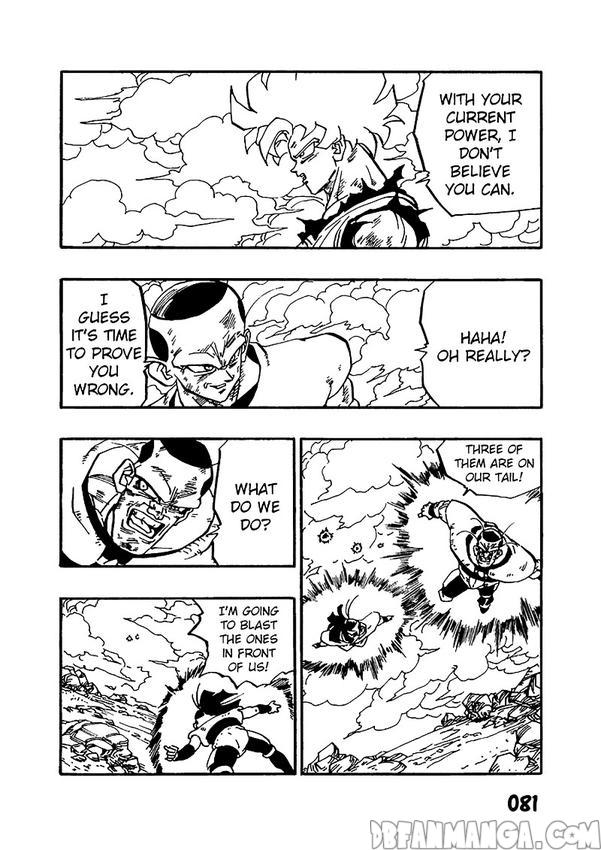 WITH YOUR
CURRENT
POWER, I
DON'T
BELIEVE
YOU CAN.
I
GUESS
IT'S TIME
TO PROVE
YOU
WRONG.
HAHA!
OH REALLY?
WHAT
DO WE
DO?
THREE OF
THEM ARE ON
OUR TAIL!
I'M GOING
TO BLAST
THE ONES
IN FRONT
OF US!
081
DBFANMANGA.COM